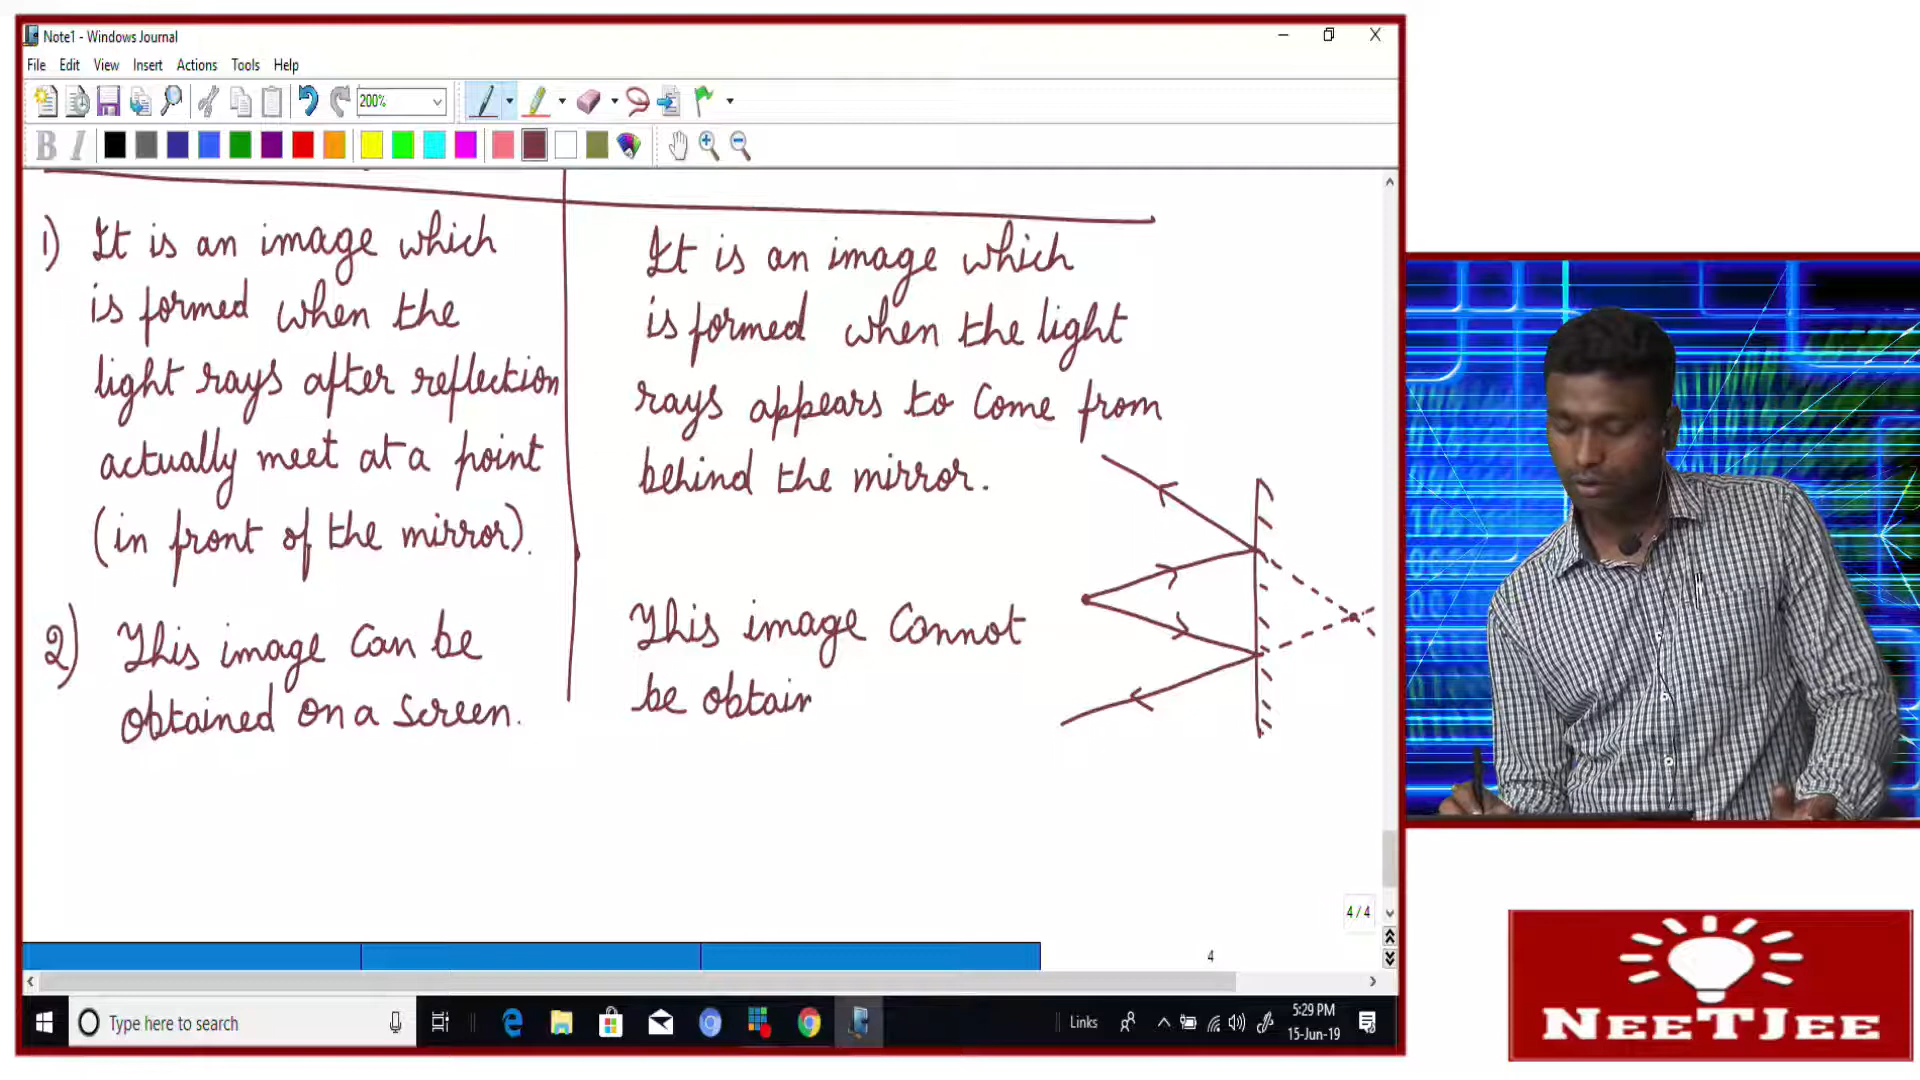 Note1 - Windows Journal
File Edit View Insert Actions Tools Help
200%
B I
1) It is an image which
is formed when the
light rays after reflection
actually meet at a point
(in front of the mirror).
2) This image can be
obtained on a screen.
It is an image which
is formed when the light
rays appears to come from
behind the mirror.
This image cannot
be obtain
4 / 4
4
Type here to search
Links
5:29 PM
15-Jun-19
NEETJEE